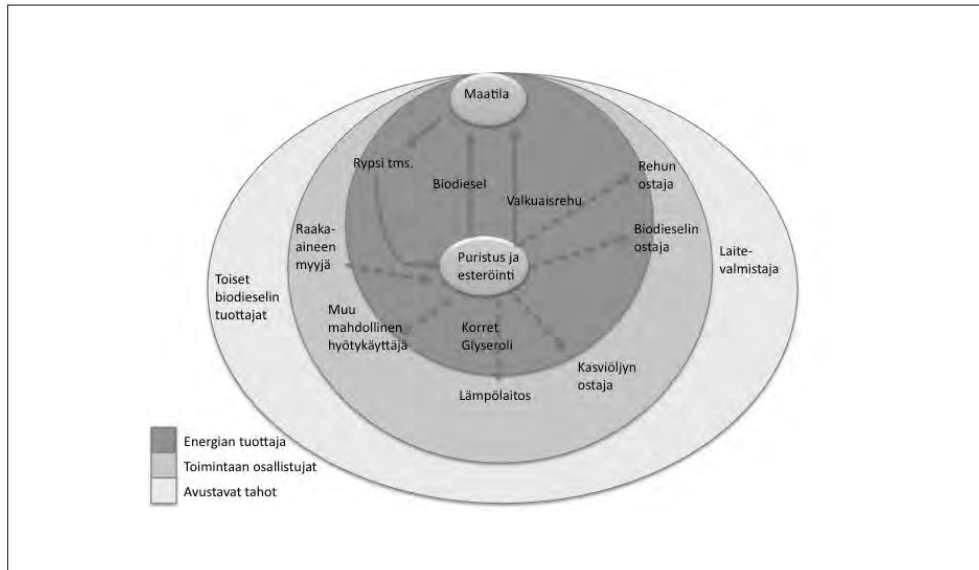 Maatila
Rypsi tms.
Biodiesel
Valkuaisrehu
Rehun
ostaja
Raaka-
aineen
myyjä
Puristus ja
esteröinti
Biodieselin
ostaja
Laite-
valmistaja
Toiset
biodieselin
tuottajat
Muu
mahdollinen
hyötykäyttäjä
Korret
Glyseroli
Kasviöljyn
ostaja
Lämpölaitos
Energian tuottaja
Toimintaan osallistujat
Avustavat tahot